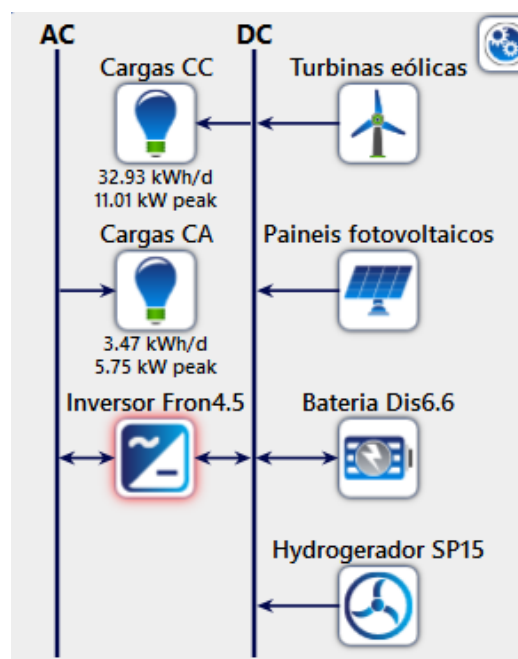 AC
DC
Cargas CC
Turbinas eólicas
32.93 kWh/d
11.01 kW peak
Cargas CA
Paineis fotovoltaicos
3.47 kWh/d
5.75 kW peak
Inversor Fron4.5
Bateria Dis6.6
Hydrogerador SP15